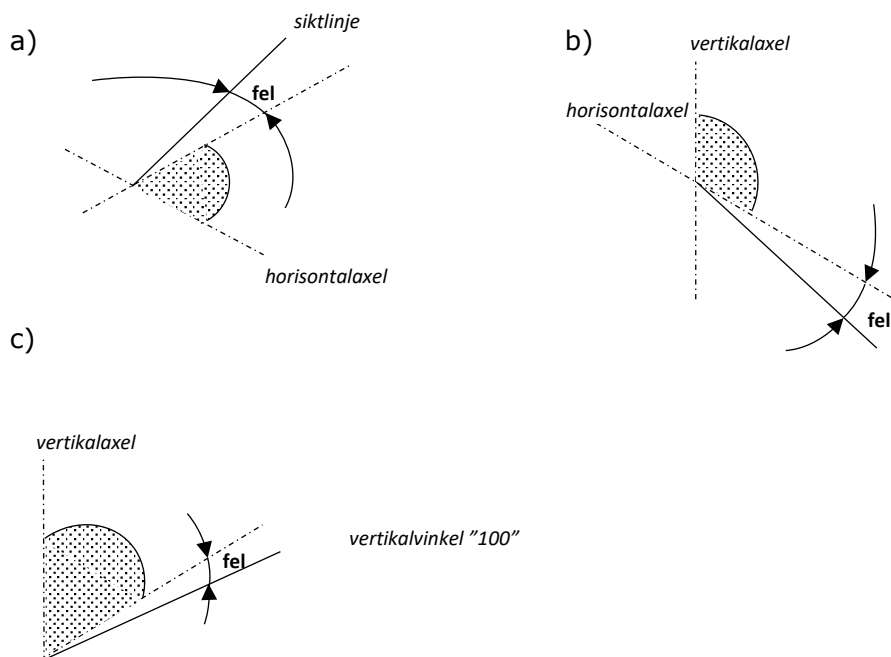 a)
siktlinje
fel
horisontalaxel
b)
vertikalaxel
horisontalaxel
fel
c)
vertikalaxel
fel
vertikalvinkel ”100”